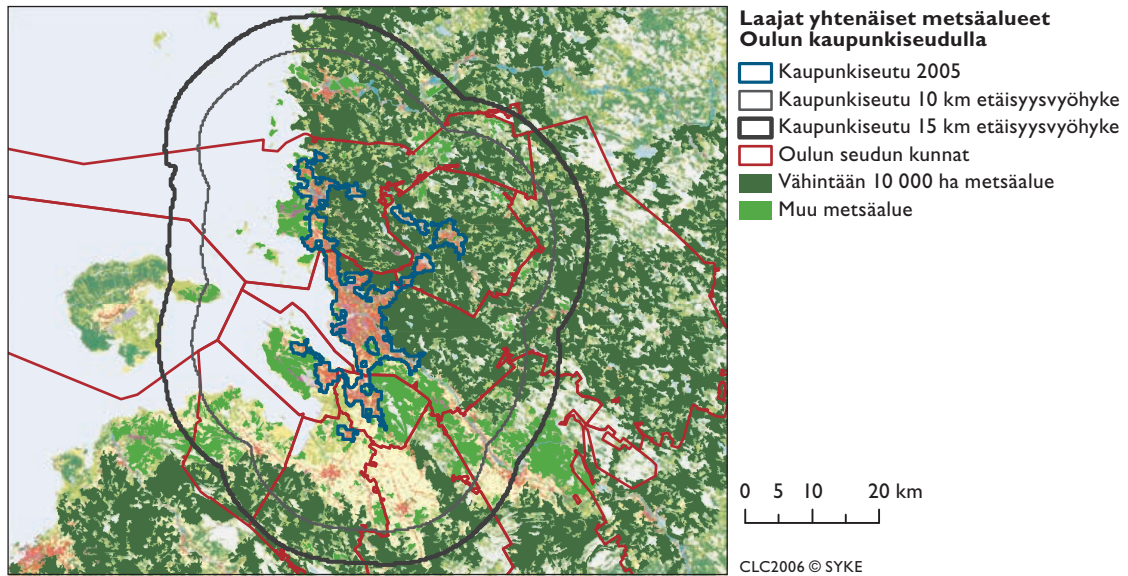 Laajat yhtenäiset metsäalueet
Oulun kaupunkiseudulla
Kaupunkiseutu 2005
Kaupunkiseutu 10 km etäisyysvyöhyke
Kaupunkiseutu 15 km etäisyysvyöhyke
Oulun seudun kunnat
Vähintään 10 000 ha metsäalue
Muu metsäalue
0 5 10 20 km
CLC2006 © SYKE